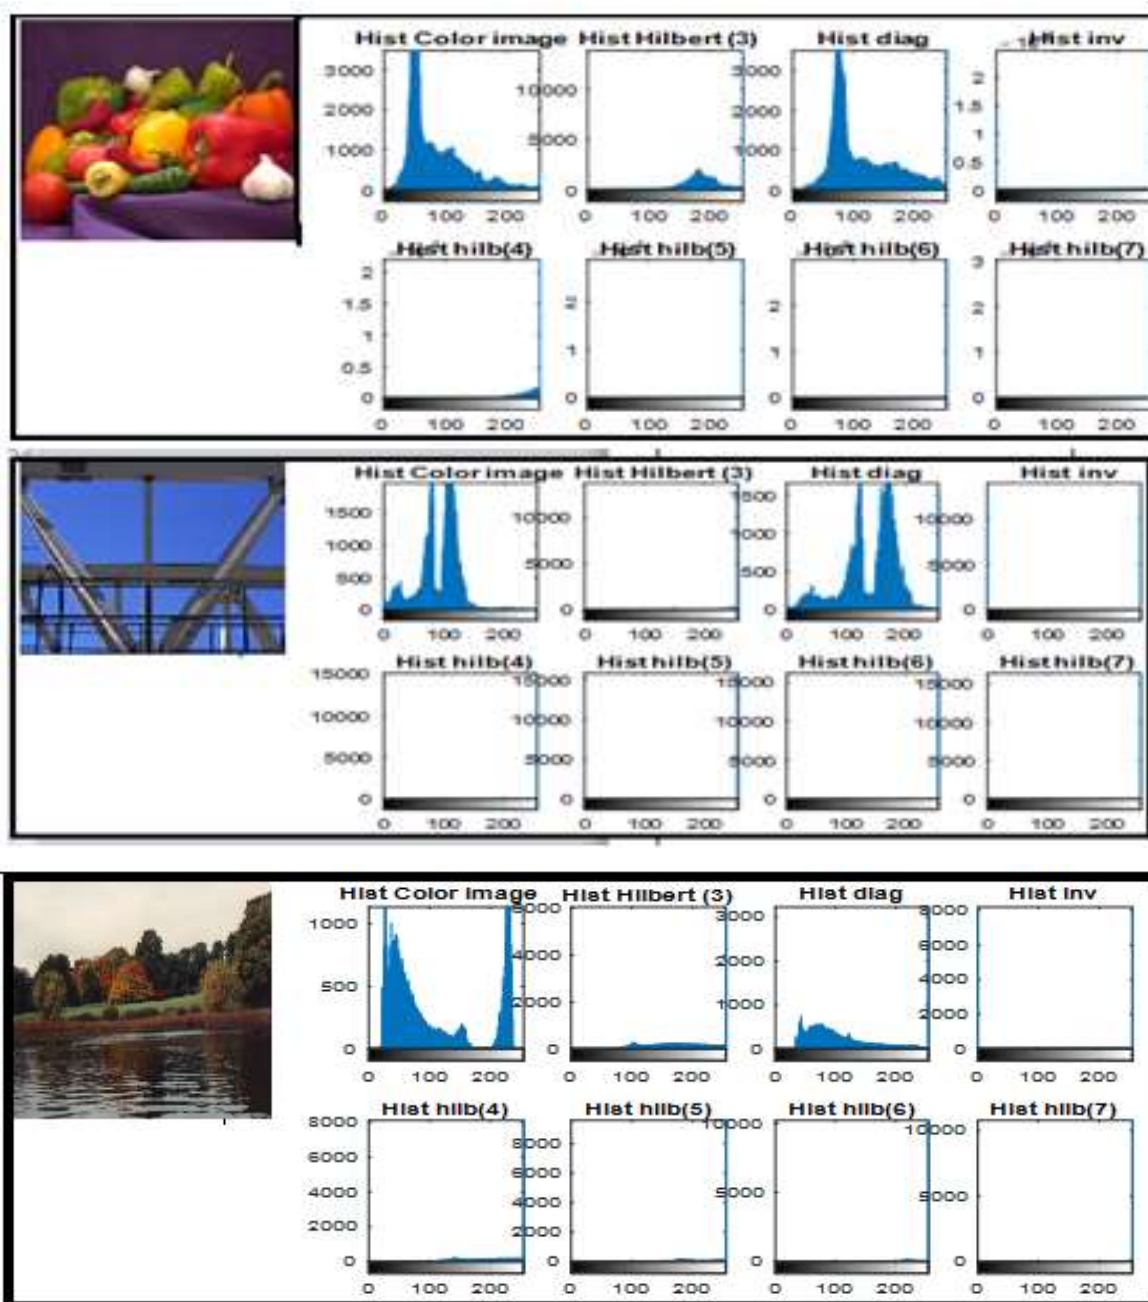 Hist Color image Hist Hilbert (3) Hist diag Hist inv
3000 10000 3000 2
2000 5000 2000 1.5
1000 1000 1
0 0 0 0.5
0
0 100 200 0 100 200 0 100 200 0 100 200
Hist hilb(4) Hist hilb(5) Hist hilb(6) Hist hilb(7)
2 2 2 3
1.5 1 1 2
1 0 0 1
0.5 0
0
0 100 200 0 100 200 0 100 200 0 100 200
Hist Color image Hist Hilbert (3) Hist diag Hist inv
1500 10000 1500 10000
1000 5000 1000 5000
500 0 500 0
0 0
0 100 200 0 100 200 0 100 200 0 100 200
Hist hilb(4) Hist hilb(5) Hist hilb(6) Hist hilb(7)
15000 15000 15000 15000
10000 10000 10000 10000
5000 5000 5000 5000
0 0 0 0
0 100 200 0 100 200 0 100 200 0 100 200
Hist Color Image Hist Hilbert (3) Hist diag Hist Inv
1000 6000 3000 8000
500 4000 2000 6000
0 2000 1000 4000
0 0 2000
0
0 100 200 0 100 200 0 100 200 0 100 200
Hist hilb(4) Hist hilb(5) Hist hilb(6) Hist hilb(7)
8000 8000 10000 10000
6000 6000 5000 5000
4000 4000 0 0
2000 2000
0 0
0 100 200 0 100 200 0 100 200 0 100 200